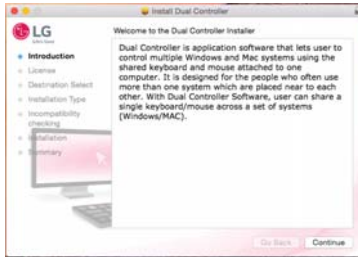 Install Dual Controller
LG
Welcome to the Dual Controller Installer
Introduction
License
Destination Select
Installation Type
Incompatibility
checking
Installation
Summary
Dual Controller is application software that lets user to
control multiple Windows and Mac systems using the
shared keyboard and mouse attached to one
computer. It is designed for the people who often use
more than one system which are placed near to each
other. With Dual Controller Software, user can share a
single keyboard/mouse across a set of systems
(Windows/MAC).
Go Back
Continue